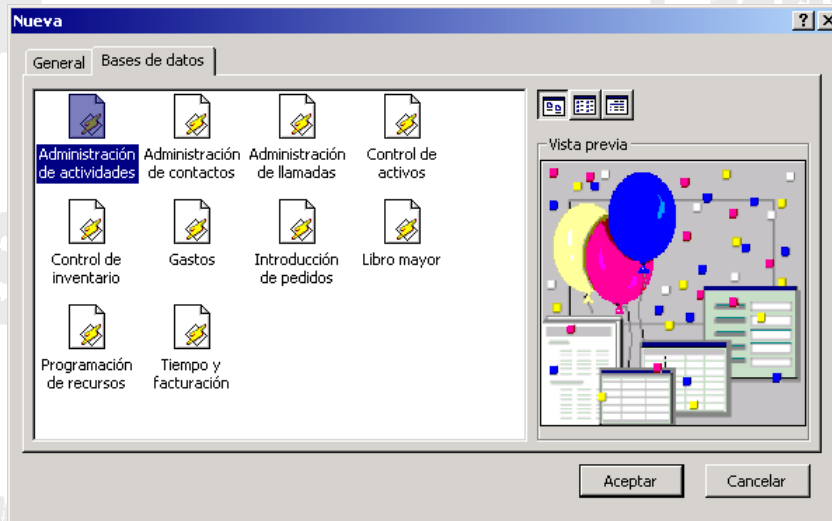 Nueva
General Bases de datos
Administración de actividades
Administración de contactos
Administración de llamadas
Control de activos
Control de inventario
Gastos
Introducción de pedidos
Libro mayor
Programación de recursos
Tiempo y facturación
Vista previa
Aceptar Cancelar